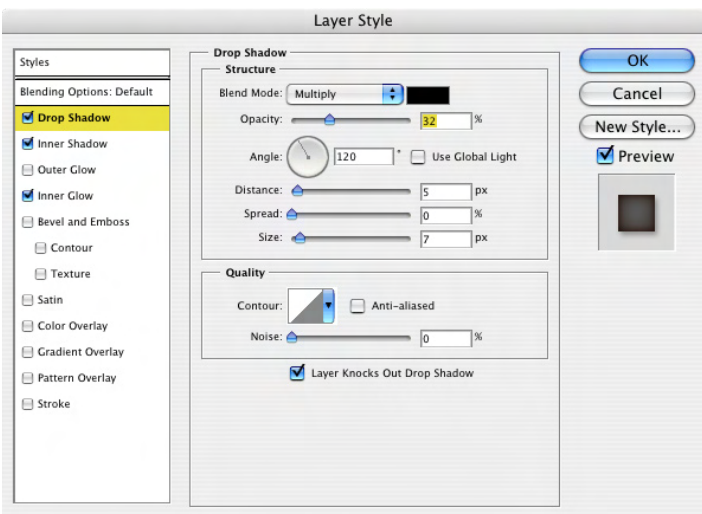 Layer Style
Styles
Blending Options: Default
Drop Shadow
Inner Shadow
Outer Glow
Inner Glow
Bevel and Emboss
Contour
Texture
Satin
Color Overlay
Gradient Overlay
Pattern Overlay
Stroke
Drop Shadow
Structure
Blend Mode: Multiply
Opacity: 32 %
Angle: 120 ° Use Global Light
Distance: 5 px
Spread: 0 %
Size: 7 px
Quality
Contour: Anti-aliased
Noise: 0 %
Layer Knocks Out Drop Shadow
OK
Cancel
New Style...
Preview